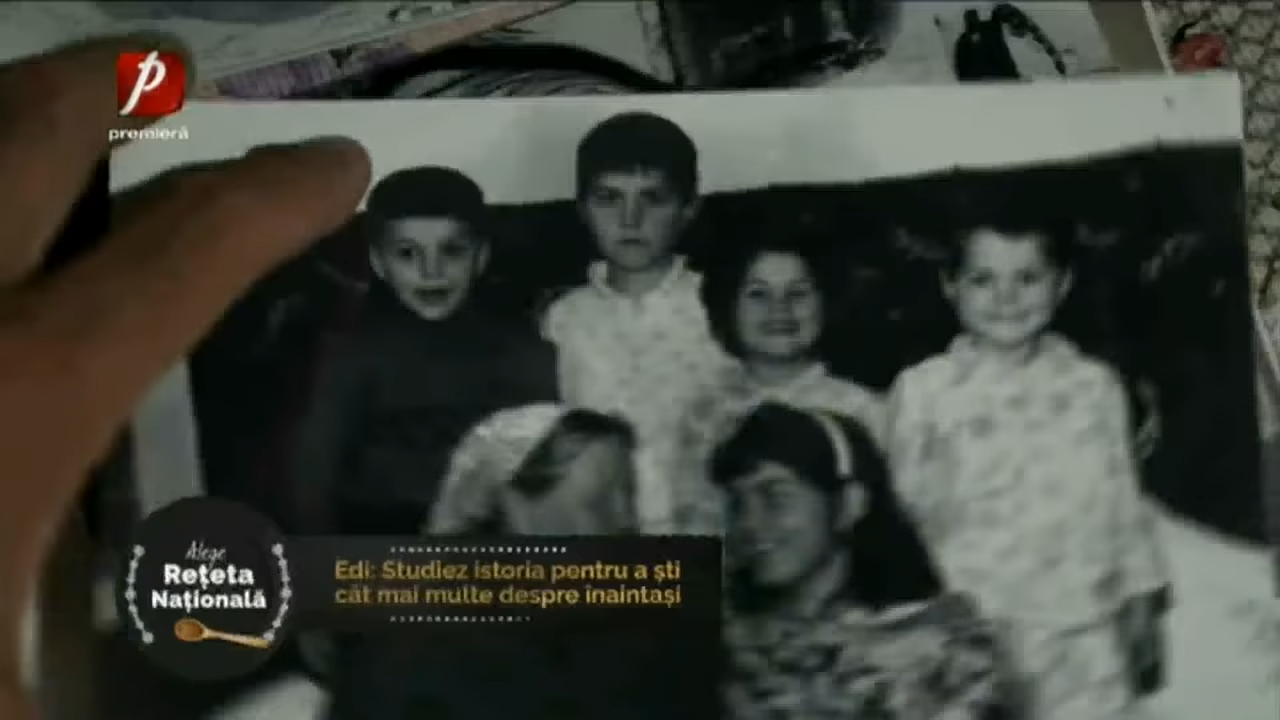 premieră
Alege
Rețeta
Națională
Edi: Studiez istoria pentru a ști
cât mai multe despre înaintași